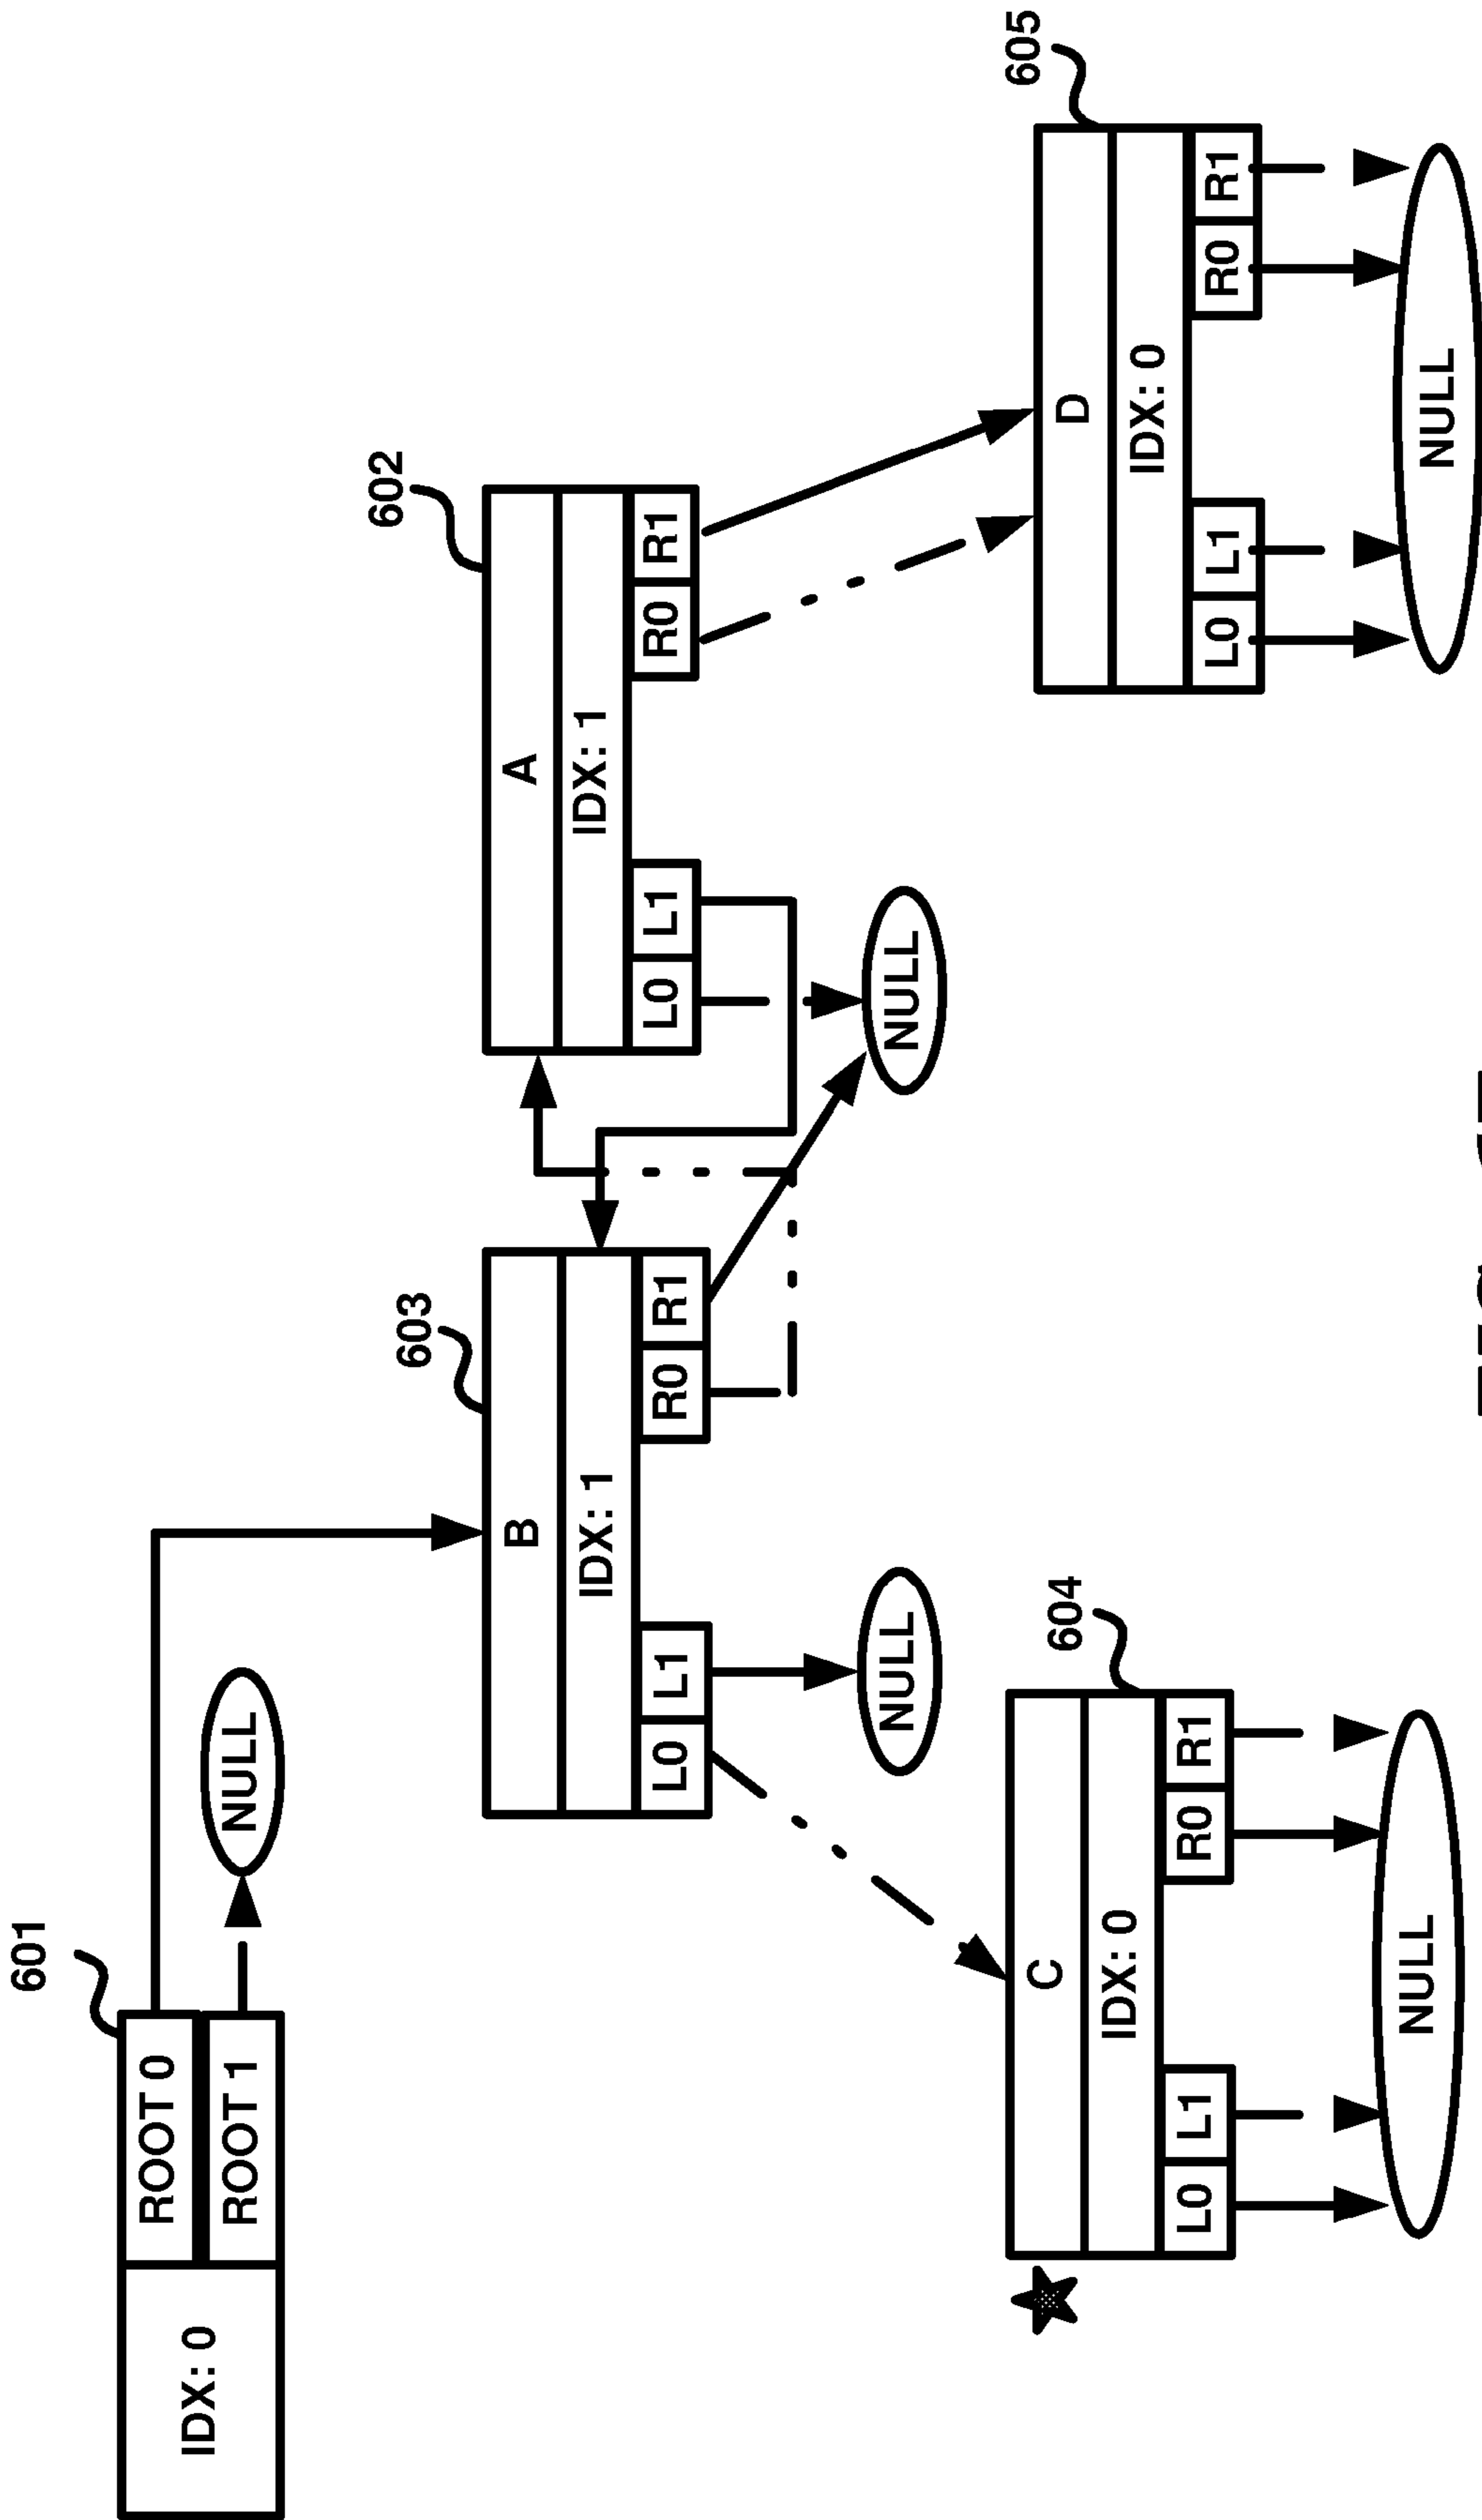 601
IDX: 0
ROOT 0
ROOT 1
NULL
603
B
IDX: 1
L0 L1 R0 R1
602
A
IDX: 1
L0 L1 R0 R1
NULL
NULL
604
C
IDX: 0
L0 L1 R0 R1
NULL
605
D
IDX: 0
L0 L1 R0 R1
NULL